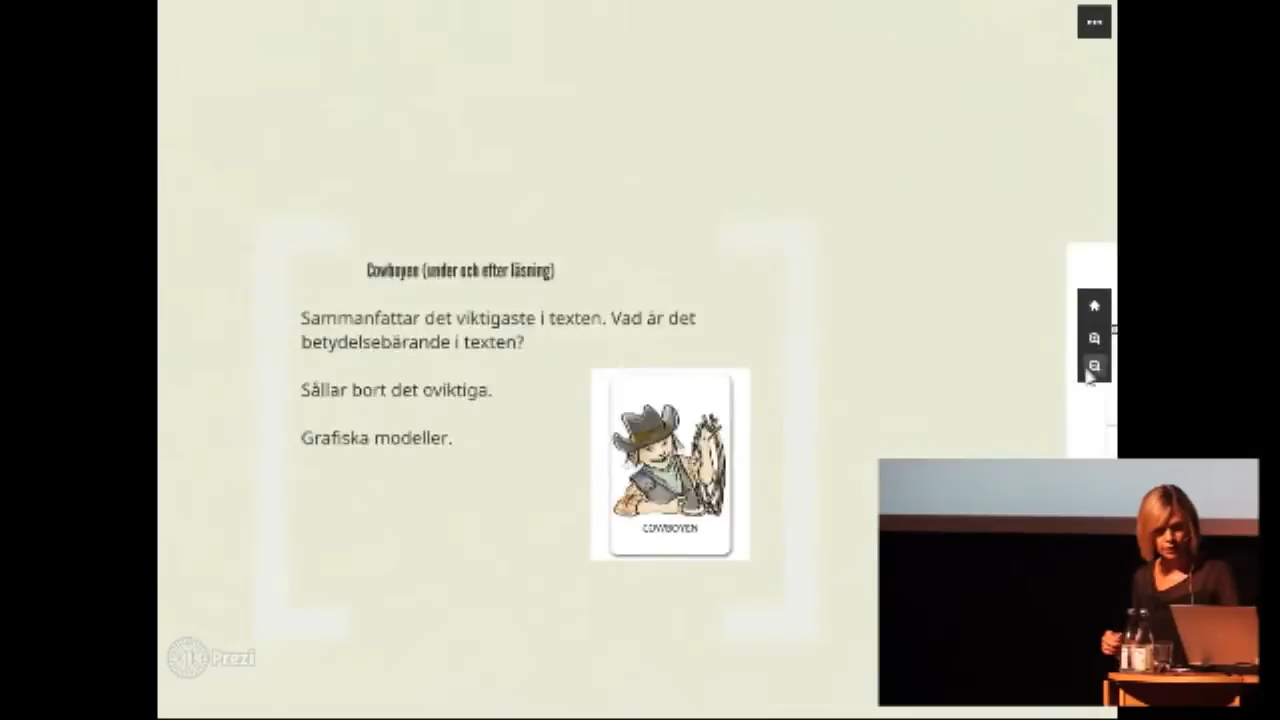 Cowboyen (under och efter läsning)
Sammanfattar det viktigaste i texten. Vad är det
betydelsebärande i texten?
Sållar bort det oviktiga.
Grafiska modeller.
COWBOYEN
Prezi